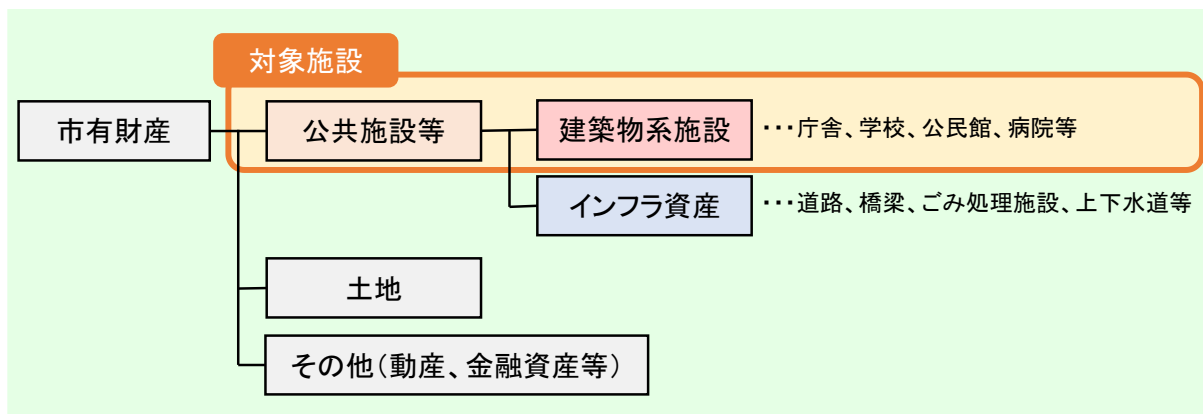 対象施設
市有財産
公共施設等
建築物系施設
・・・庁舎、学校、公民館、病院等
インフラ資産
・・・道路、橋梁、ごみ処理施設、上下水道等
土地
その他（動産、金融資産等）